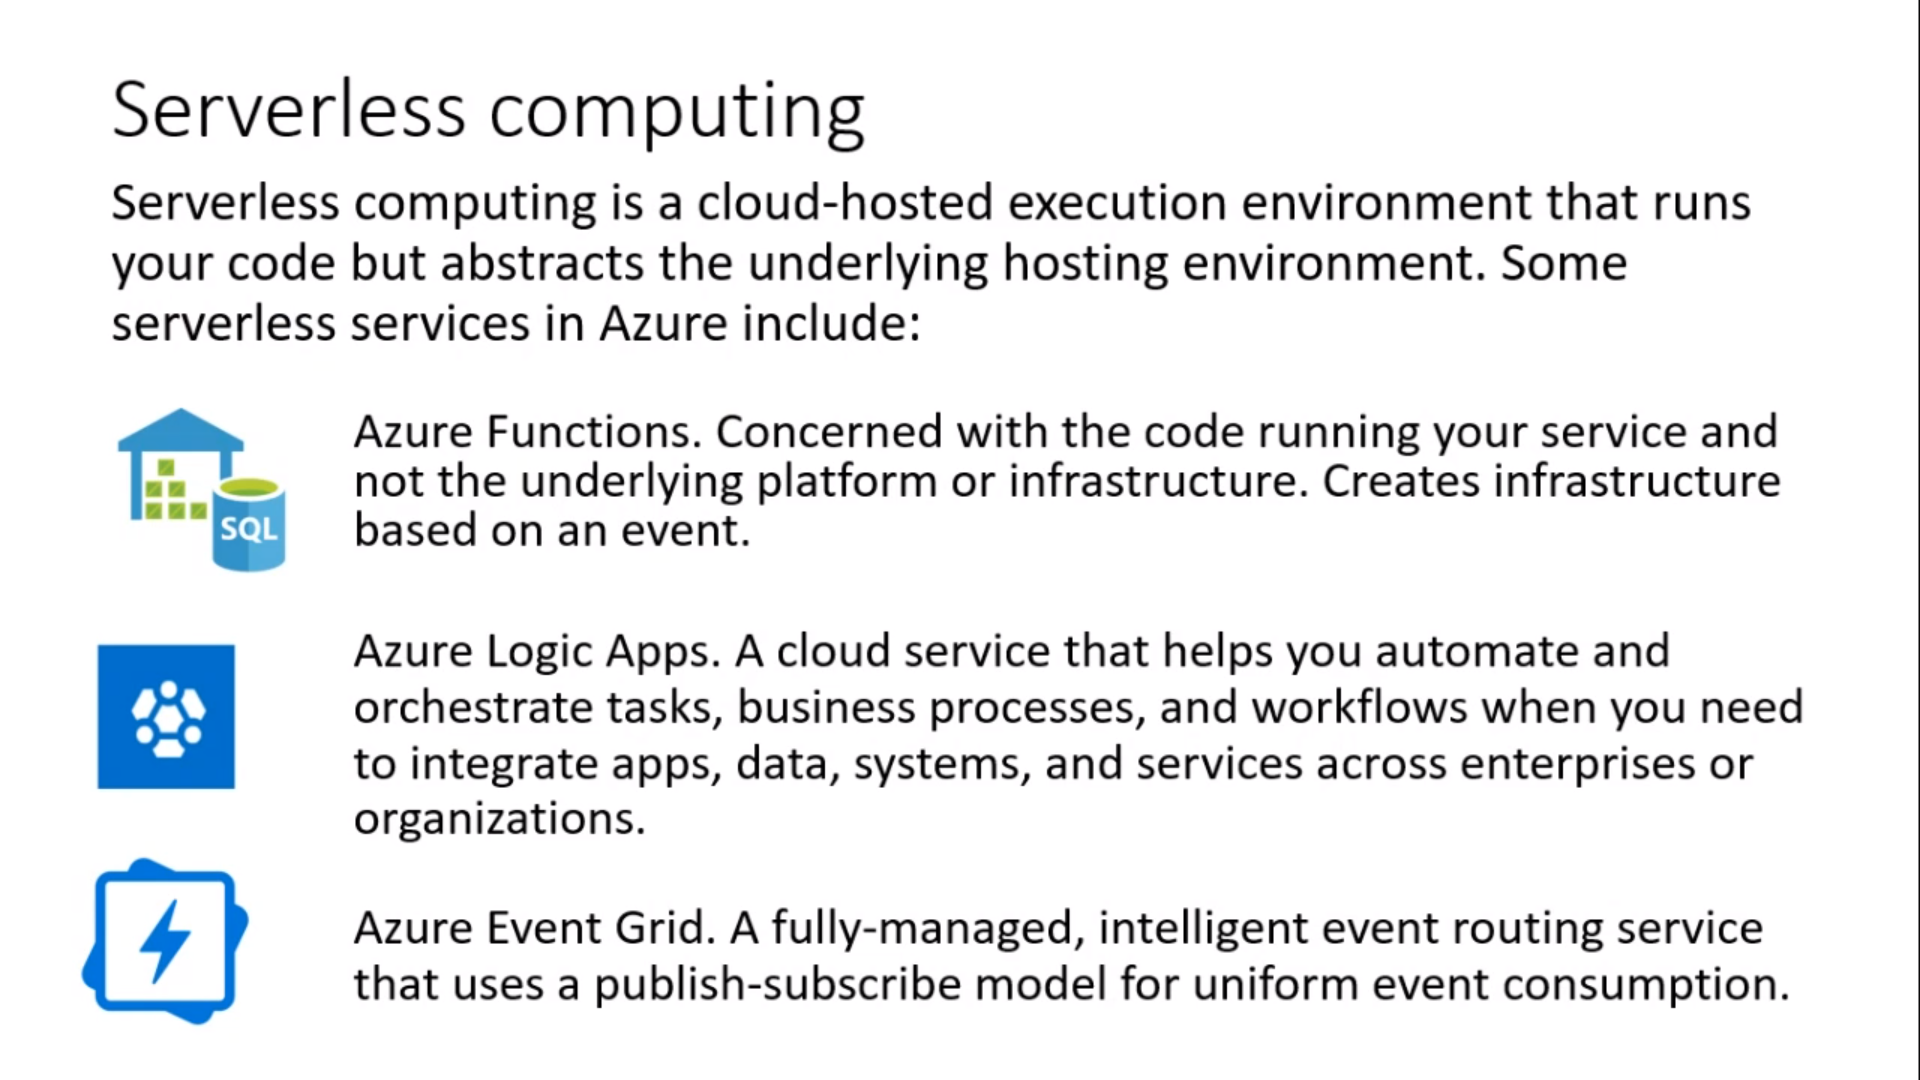 Serverless computing
Serverless computing is a cloud-hosted execution environment that runs
your code but abstracts the underlying hosting environment. Some
serverless services in Azure include:
Azure Functions. Concerned with the code running your service and
not the underlying platform or infrastructure. Creates infrastructure
based on an event.
SQL
Azure Logic Apps. A cloud service that helps you automate and
orchestrate tasks, business processes, and workflows when you need
to integrate apps, data, systems, and services across enterprises or
organizations.
Azure Event Grid. A fully-managed, intelligent event routing service
that uses a publish-subscribe model for uniform event consumption.